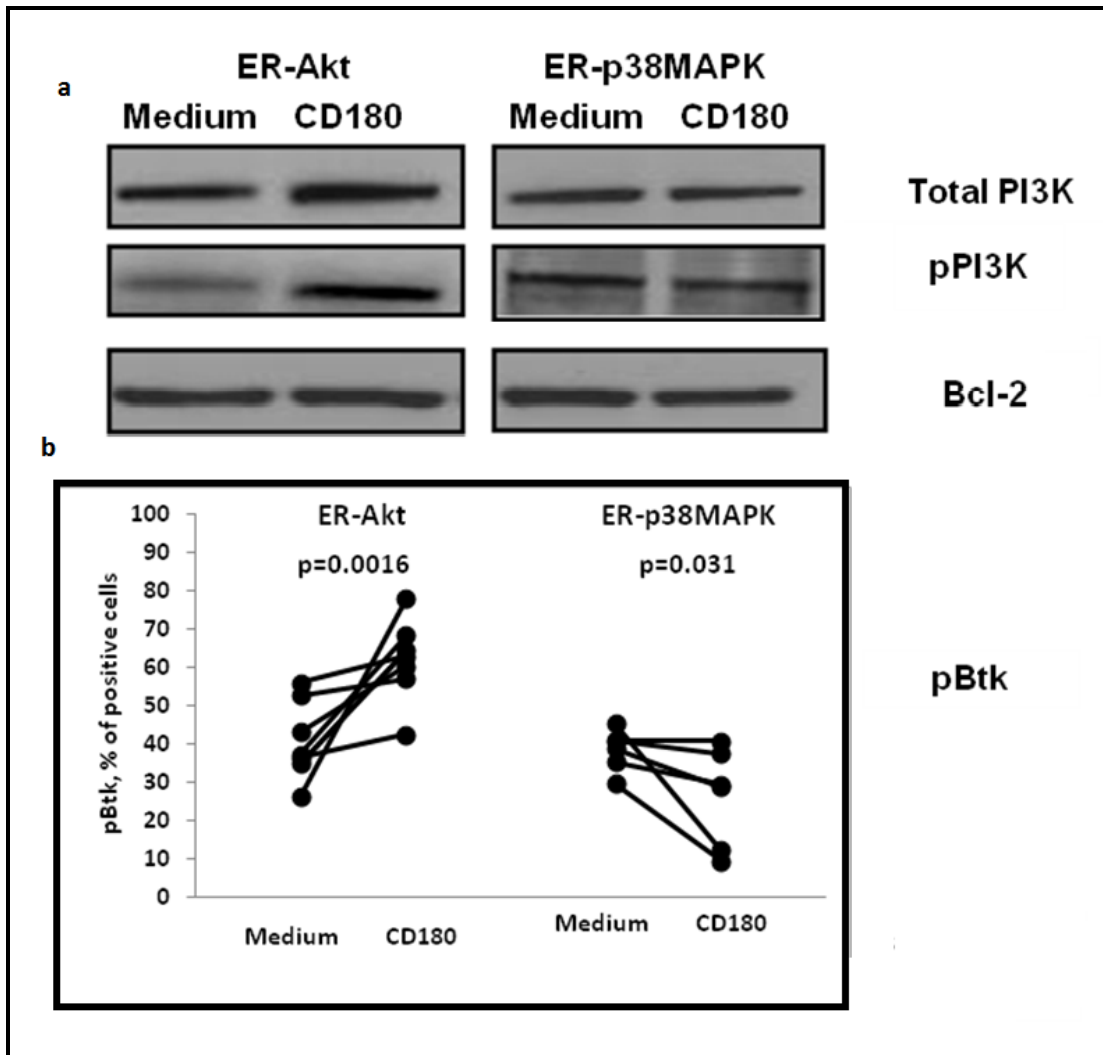 a
ER-Akt ER-p38MAPK
Medium CD180 Medium CD180
Total PI3K
pPI3K
Bcl-2
b
ER-Akt ER-p38MAPK
p=0.0016 p=0.031
100
90
80
70
60
50
40
30
20
10
0
pBtk, % of positive cells
Medium CD180 Medium CD180
pBtk